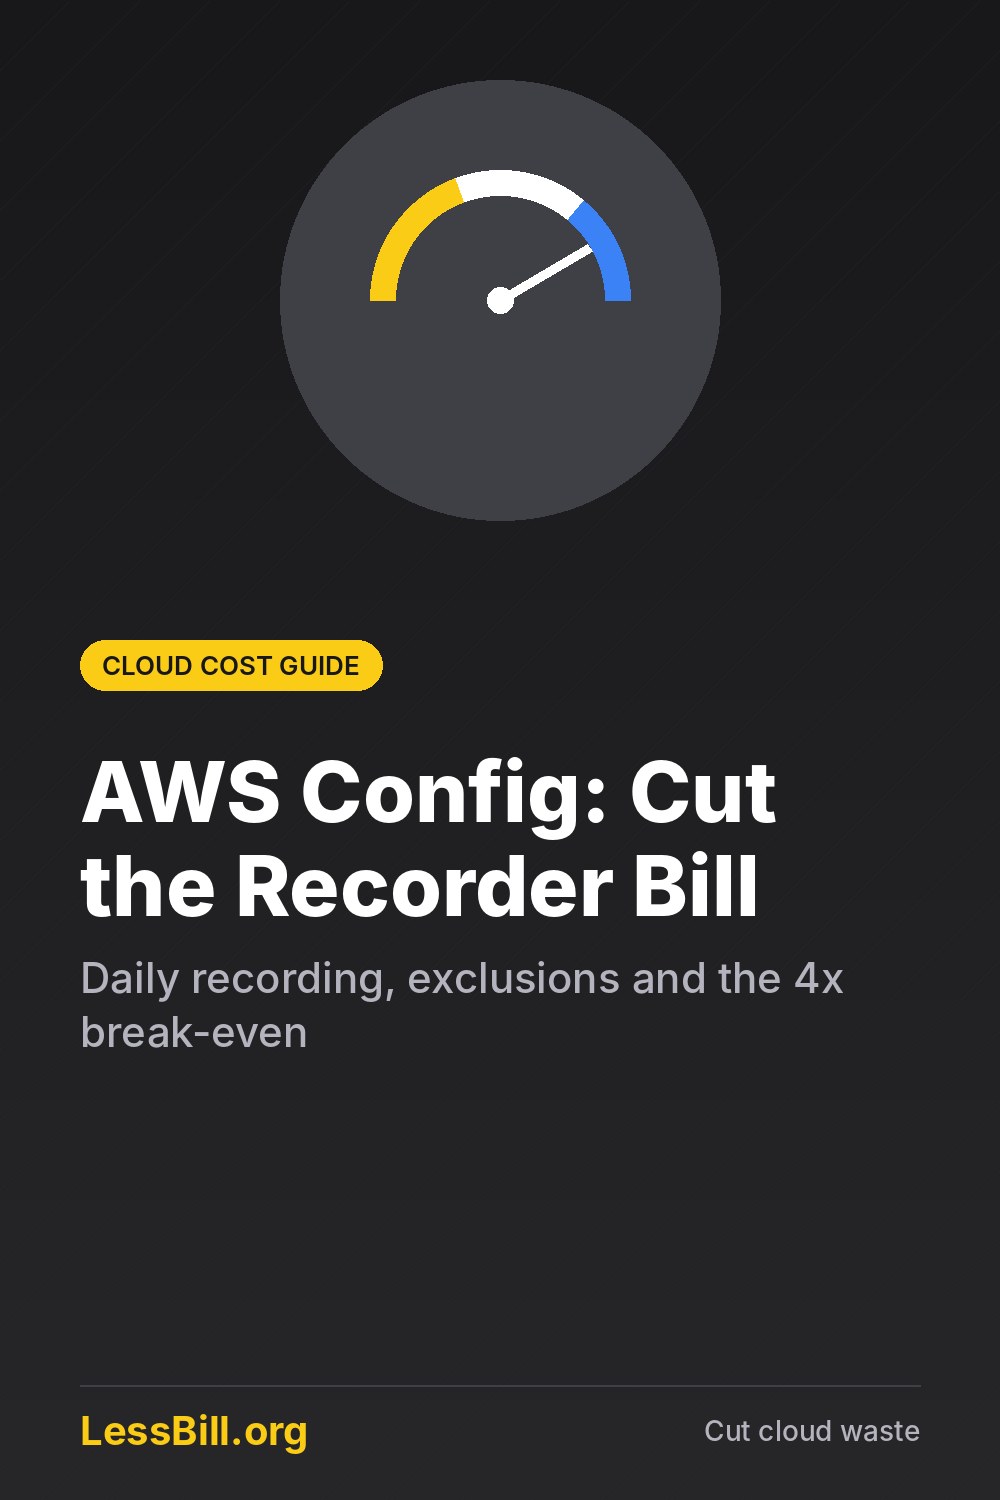 CLOUD COST GUIDE
AWS Config: Cut
the Recorder Bill
Daily recording, exclusions and the 4x
break-even
LessBill.org
Cut cloud waste